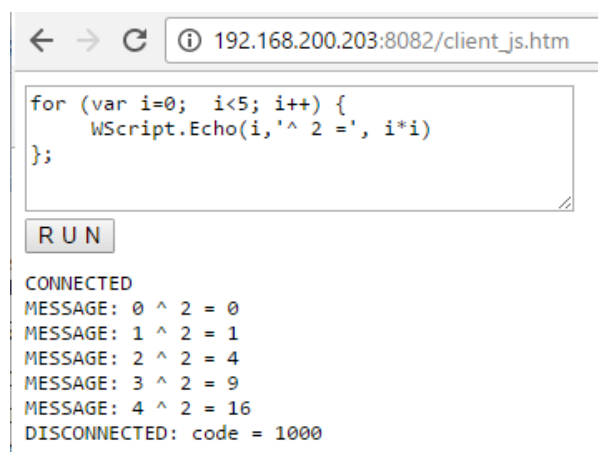 192.168.200.203:8082/client_js.htm
for (var i=0;  i<5; i++) {
     WScript.Echo(i,'^ 2 =', i*i)
};
R U N
CONNECTED
MESSAGE: 0 ^ 2 = 0
MESSAGE: 1 ^ 2 = 1
MESSAGE: 2 ^ 2 = 4
MESSAGE: 3 ^ 2 = 9
MESSAGE: 4 ^ 2 = 16
DISCONNECTED: code = 1000